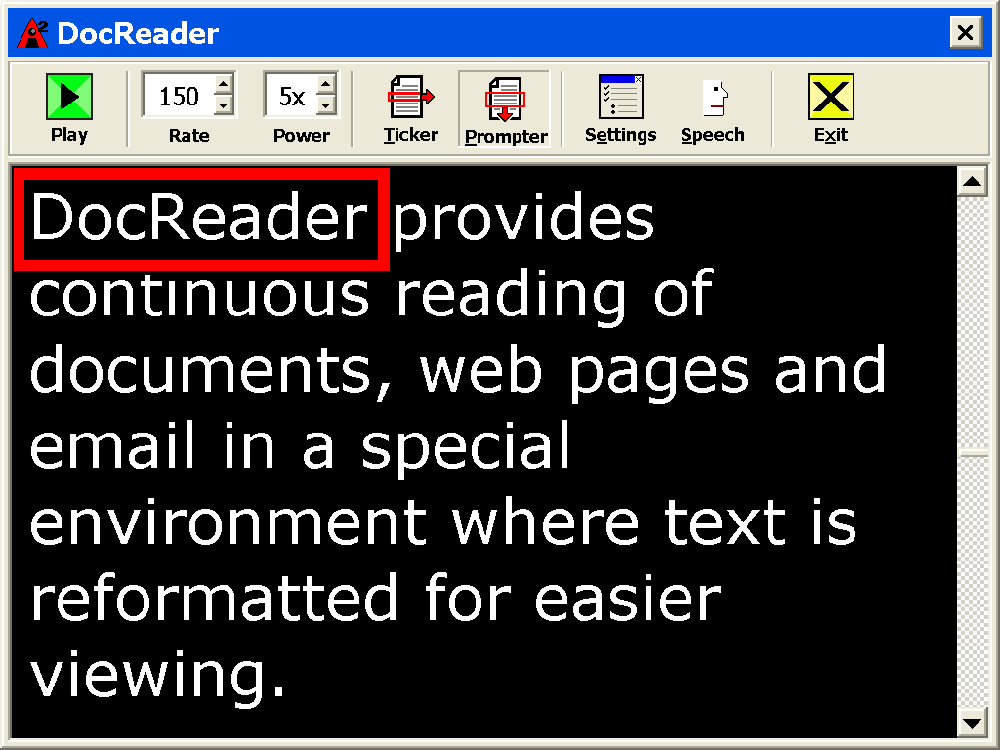 DocReader
150 5x
Play Rate Power Ticker Prompter Settings Speech Exit
DocReader provides
continuous reading of
documents, web pages and
email in a special
environment where text is
reformatted for easier
viewing.